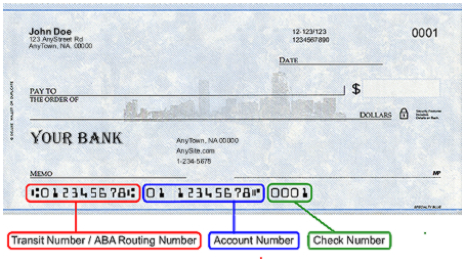 John Doe
123 AnyStreet Rd
AnyTown, NA, 00000
12-123/123
1234567890
0001
DATE
PAY TO
THE ORDER OF
$
DOLLARS
YOUR BANK
AnyTown, NA 00000
AnySite.com
1-234-5678
MEMO
MP
⑆012345678⑆ 01 12345678⑈ 0001
SPECIALTY BLUE
Transit Number / ABA Routing Number
Account Number
Check Number